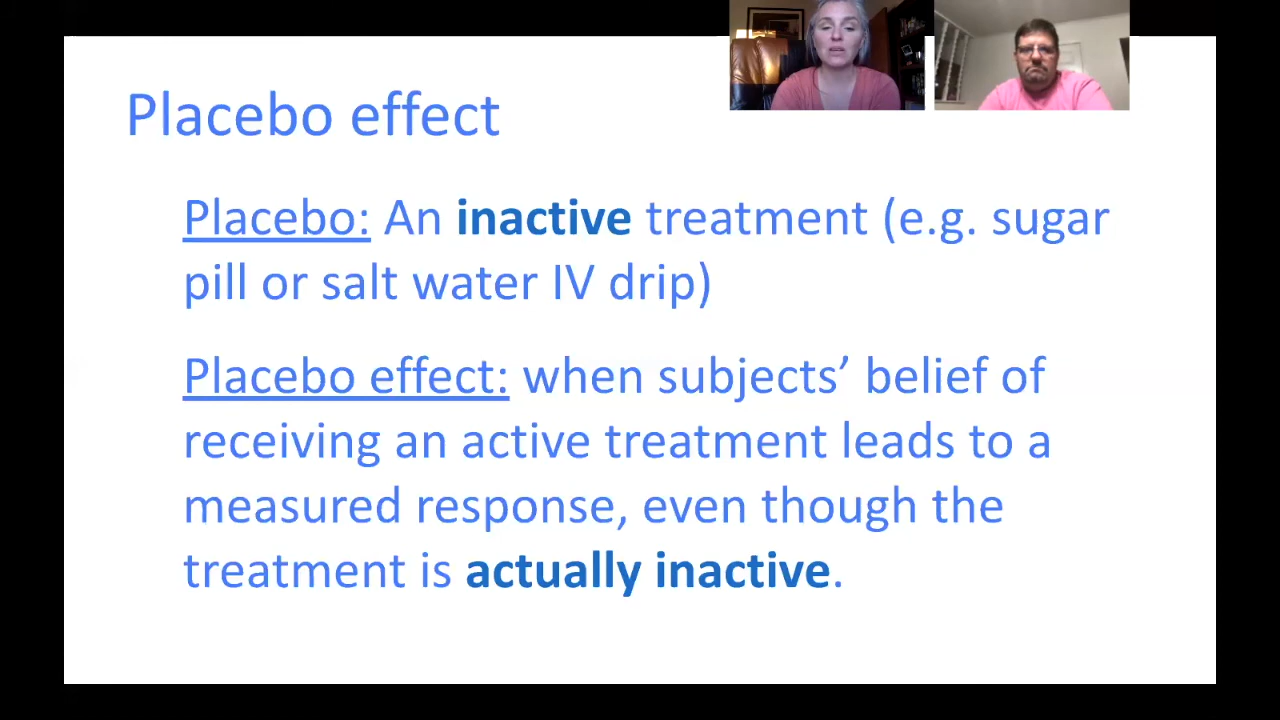 Placebo effect
Placebo: An inactive treatment (e.g. sugar
pill or salt water IV drip)
Placebo effect: when subjects’ belief of
receiving an active treatment leads to a
measured response, even though the
treatment is actually inactive.